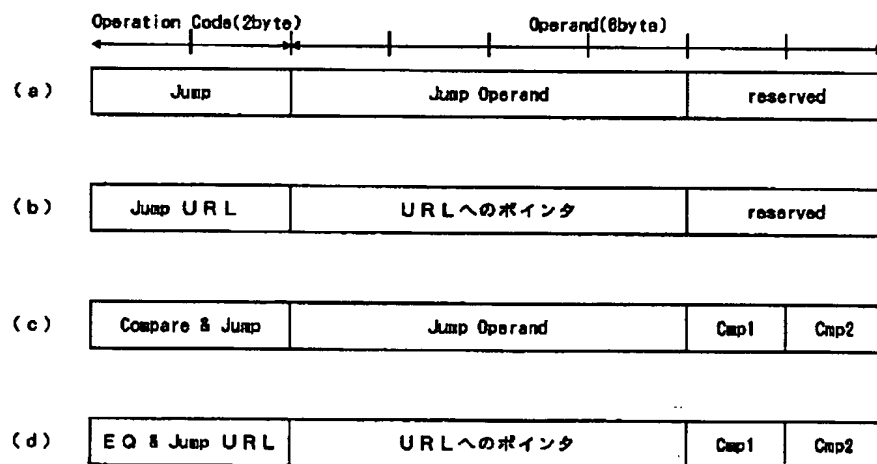 Operation Code(2byte) Operand(6byte)
(a) Jump Jump Operand reserved
(b) Jump URL URLへのポインタ reserved
(c) Compare & Jump Jump Operand Cmp1 Cmp2
(d) EQ & Jump URL URLへのポインタ Cmp1 Cmp2